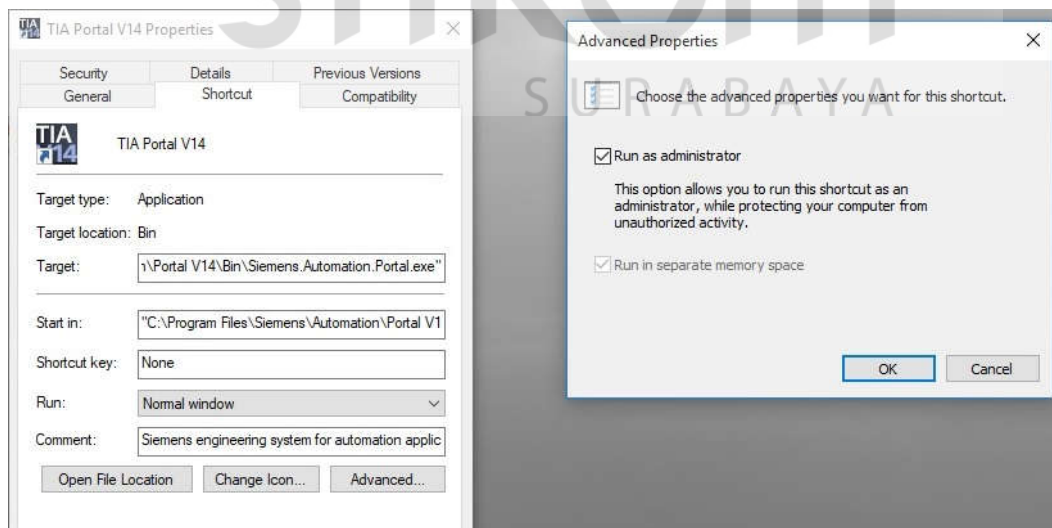 TIA Portal V14 Properties
Security
Details
Previous Versions
General
Shortcut
Compatibility
TIA
V14
TIA Portal V14
Target type: Application
Target location: Bin
Target: \Portal V14\Bin\Siemens.Automation.Portal.exe"
Start in: "C:\Program Files\Siemens\Automation\Portal V1
Shortcut key: None
Run: Normal window
Comment: Siemens engineering system for automation applic
Open File Location
Change Icon...
Advanced...
Advanced Properties
SURABAYA
Choose the advanced properties you want for this shortcut.
Run as administrator
This option allows you to run this shortcut as an
administrator, while protecting your computer from
unauthorized activity.
Run in separate memory space
OK
Cancel